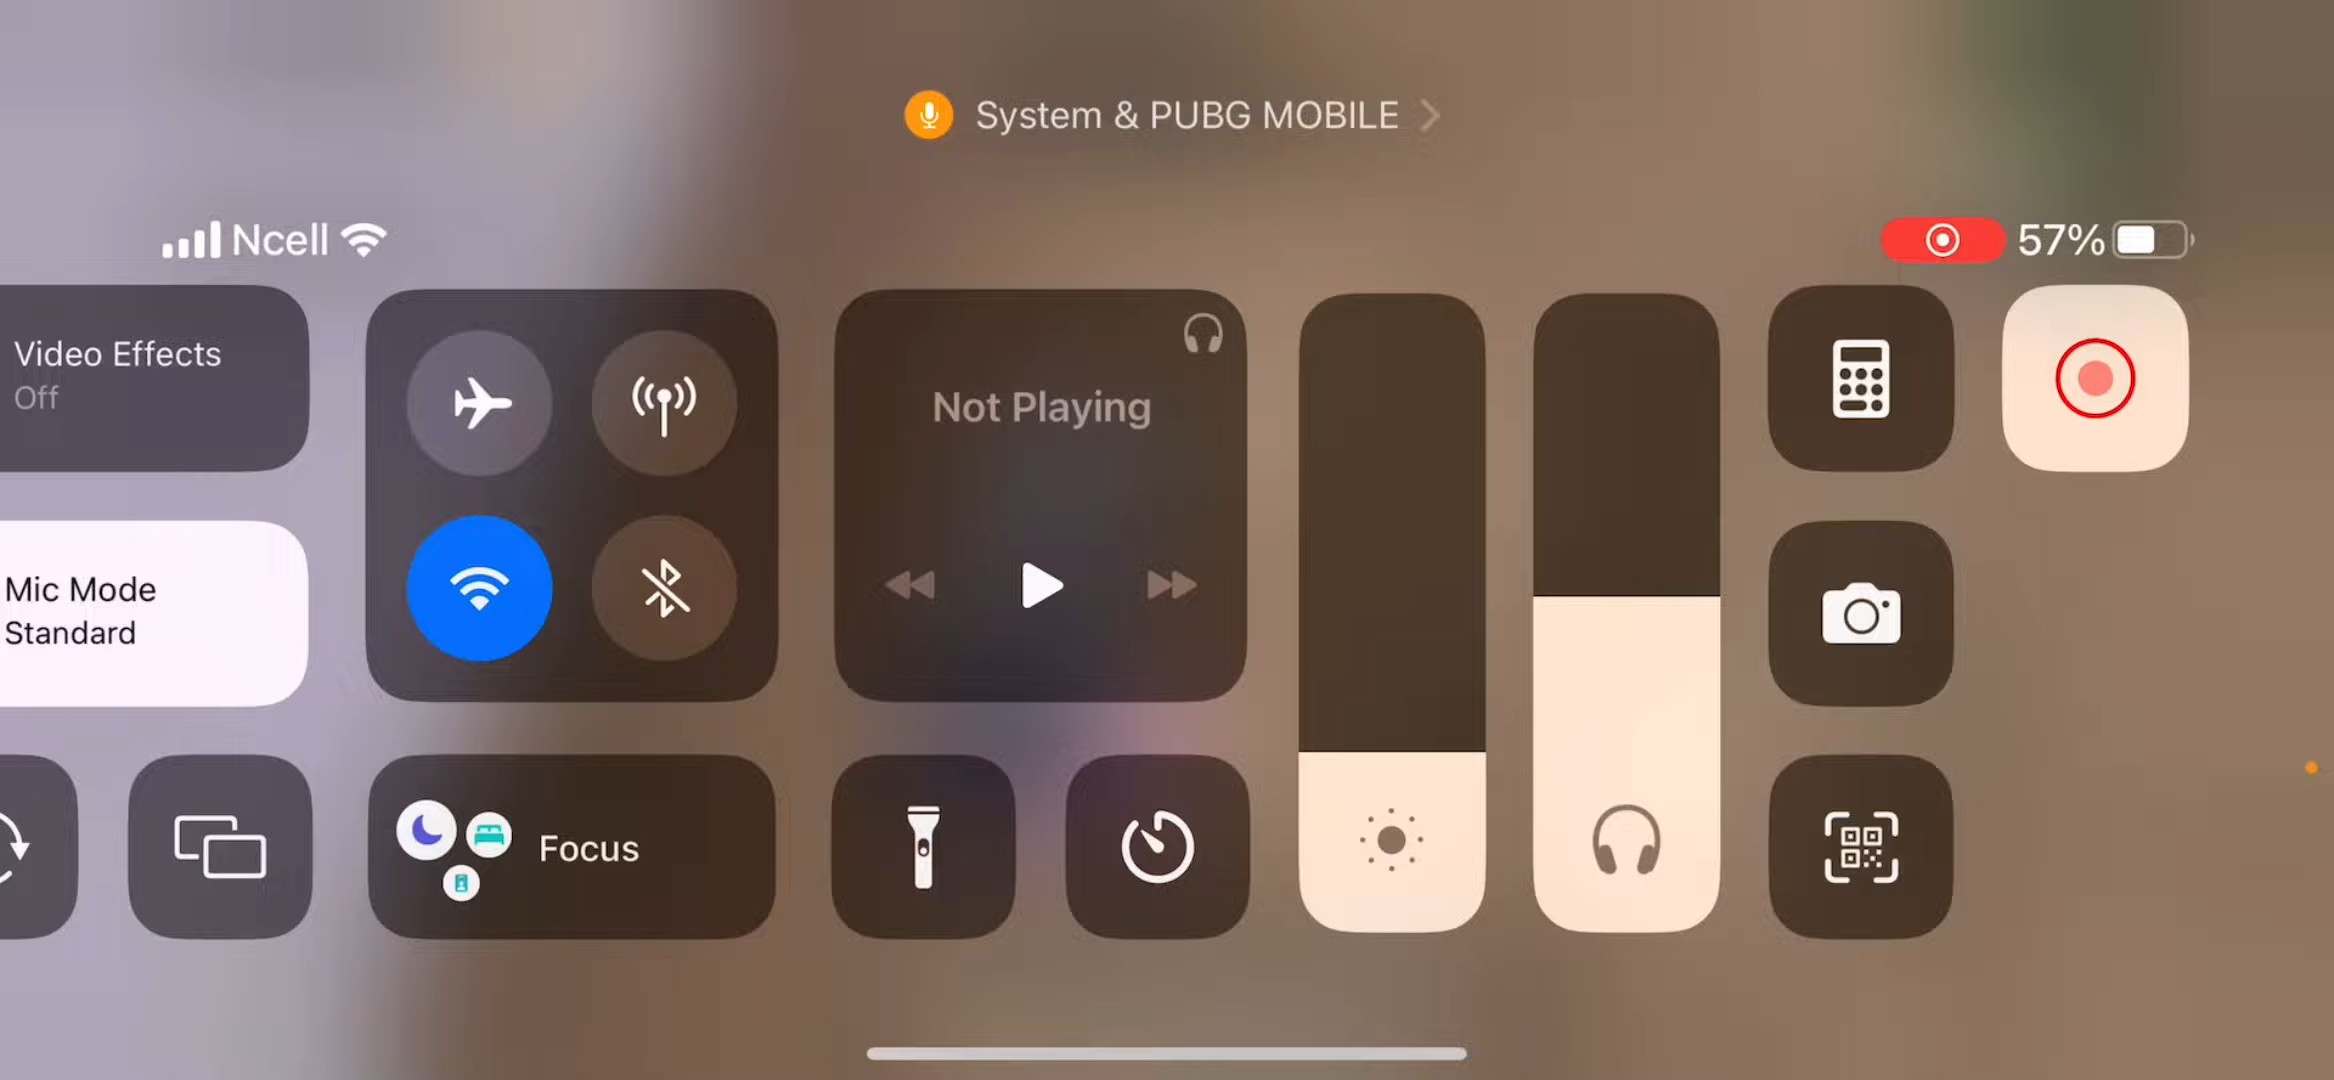 System & PUBG MOBILE
Ncell
57%
Video Effects
Off
Not Playing
Mic Mode
Standard
Focus